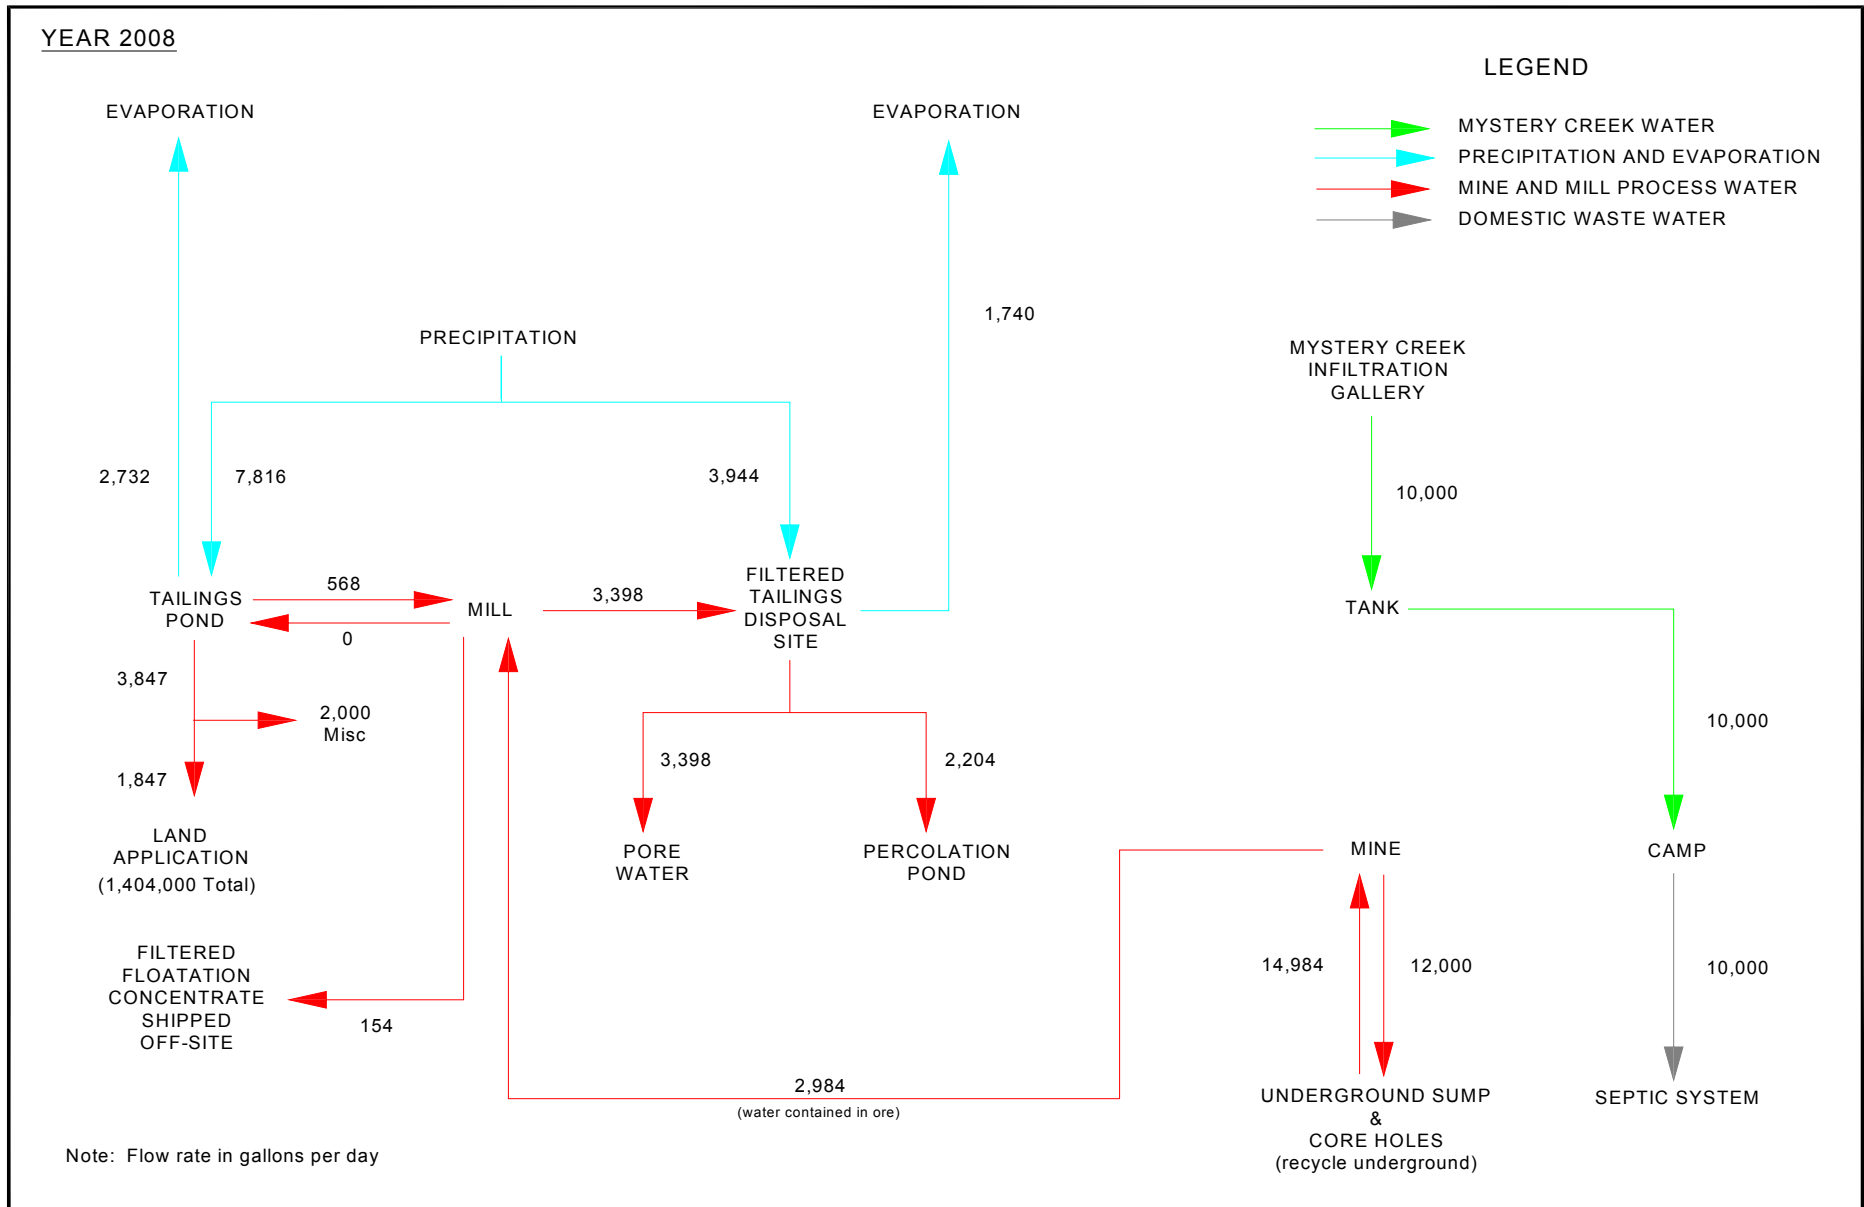 YEAR 2008
LEGEND
MYSTERY CREEK WATER
PRECIPITATION AND EVAPORATION
MINE AND MILL PROCESS WATER
DOMESTIC WASTE WATER
EVAPORATION
EVAPORATION
1,740
PRECIPITATION
MYSTERY CREEK
INFILTRATION
GALLERY
2,732
7,816
3,944
10,000
TAILINGS
POND
568
0
MILL
3,398
FILTERED
TAILINGS
DISPOSAL
SITE
TANK
3,847
2,000
Misc
1,847
3,398
2,204
10,000
LAND
APPLICATION
(1,404,000 Total)
PORE
WATER
PERCOLATION
POND
MINE
CAMP
FILTERED
FLOATATION
CONCENTRATE
SHIPPED
OFF-SITE
154
14,984
12,000
10,000
2,984
(water contained in ore)
UNDERGROUND SUMP
&
CORE HOLES
(recycle underground)
SEPTIC SYSTEM
Note: Flow rate in gallons per day